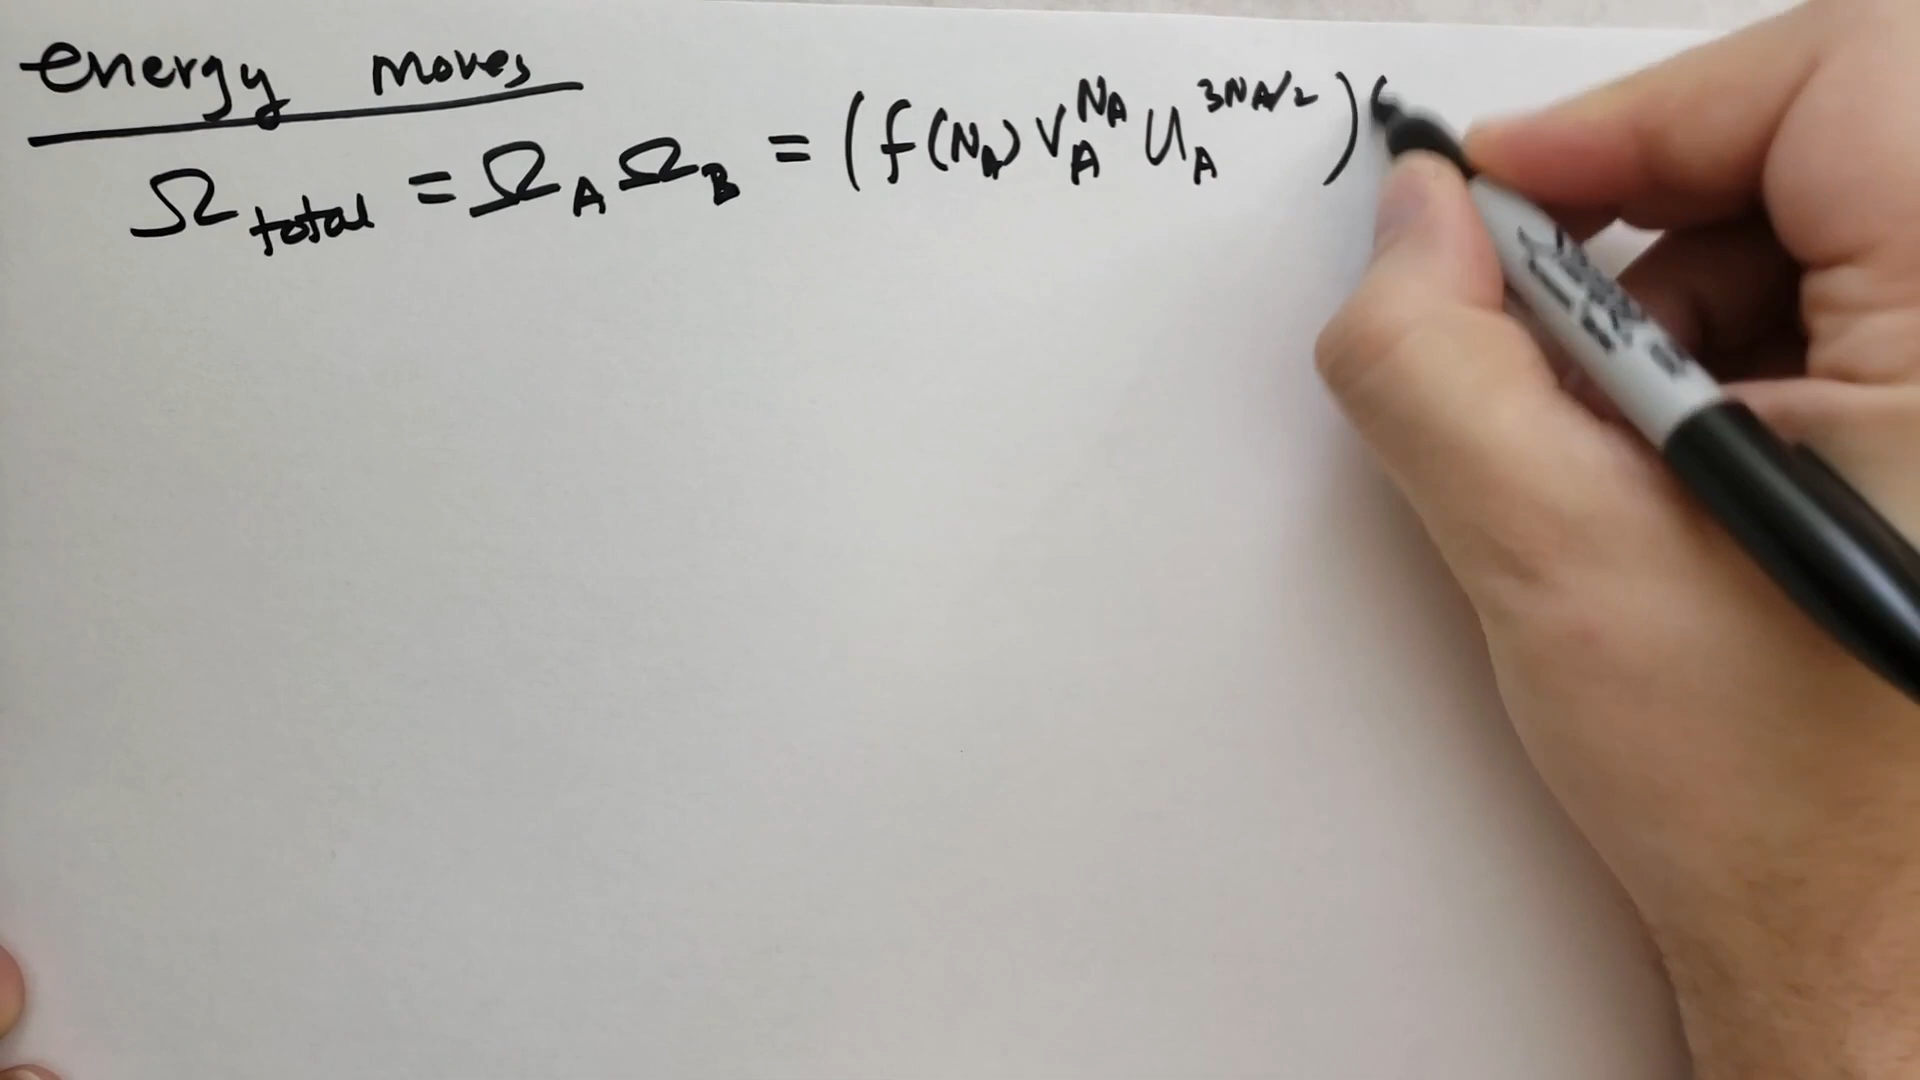 energy moves
Ω_total = Ω_A Ω_B = (f(N_A) V_A^{N_A} U_A^{3N_A/2})(